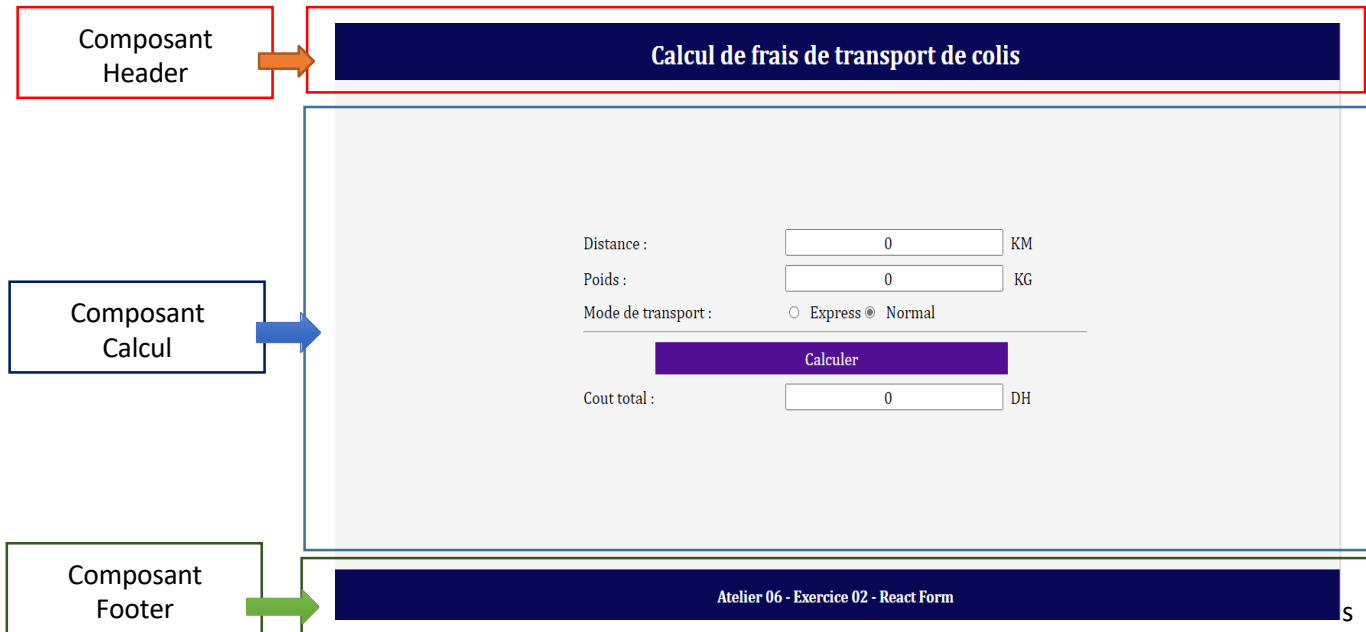 Composant
Header
Calcul de frais de transport de colis
Composant
Calcul
Distance : 0 KM
Poids : 0 KG
Mode de transport : Express Normal
Calculer
Cout total : 0 DH
Composant
Footer
Atelier 06 - Exercice 02 - React Form
s